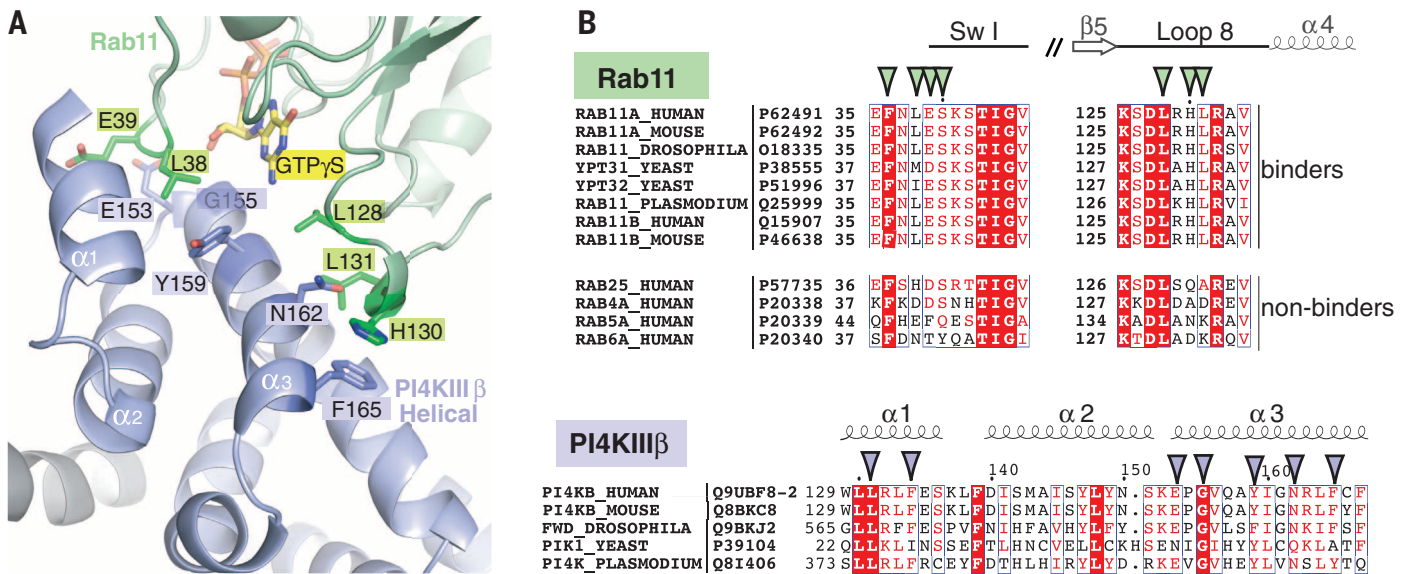 A
Rab11
E39
L38
GTPγS
E153
G155
L128
α1
Y159
L131
N162
H130
α3
PI4KIIIβ
Helical
α2
F165
B
Sw I // β5 Loop 8 α4
Rab11
RAB11A_HUMAN P62491 35 EFNLESKSTIGV 125 KSDLRHLRAV
RAB11A_MOUSE P62492 35 EFNLESKSTIGV 125 KSDLRHLRAV
RAB11_DROSOPHILA O18335 35 EFNLESKSTIGV 125 KSDLRHLRSV
YPT31_YEAST P38555 37 EFNMDSKSTIGV 127 KSDLAHLRAV
YPT32_YEAST P51996 37 EFNIESKSTIGV 127 KSDLAHLRAV
RAB11_PLASMODIUM Q25999 35 EFNLESKSTIGV 126 KSDLKHLRVI
RAB11B_HUMAN Q15907 35 EFNLESKSTIGV 125 KSDLRHLRAV
RAB11B_MOUSE P46638 35 EFNLESKSTIGV 125 KSDLRHLRAV
binders
RAB25_HUMAN P57735 36 EFSHDSRTTIGV 126 KSDLSQAREV
RAB4A_HUMAN P20338 37 KFKDDSNHTIGV 127 KKDLDADREV
RAB5A_HUMAN P20339 44 QFHEFQESTIGA 134 KADLANKRAV
RAB6A_HUMAN P20340 37 SFDNTYQATIGI 127 KTDLADKRQV
non-binders
α1 α2 α3
PI4KIIIβ
140 150 160
PI4KB_HUMAN Q9UBF8-2 129 WLLRLFESKLFDISMAISYLYN.SKEPGVQAYIGNRLFCF
PI4KB_MOUSE Q8BKC8 129 WLLRLFESKLFDISMAISYLYN.SKEPGVQAYIGNRLFCF
FWD_DROSOPHILA Q9BKJ2 565 GLLRFFESPVFNIHFAVHYLFY.SKEPGVLSFIGNKIFSF
PIK1_YEAST P39104 22 QLLKLINSSEFTLHNCVELLCKHSENIGIHYYLCQKLATF
PI4K_PLASMODIUM Q8I406 373 SLLRLFRCEYFDTHDALHYLYD.RKEVGVHDYLVNSLYTQ